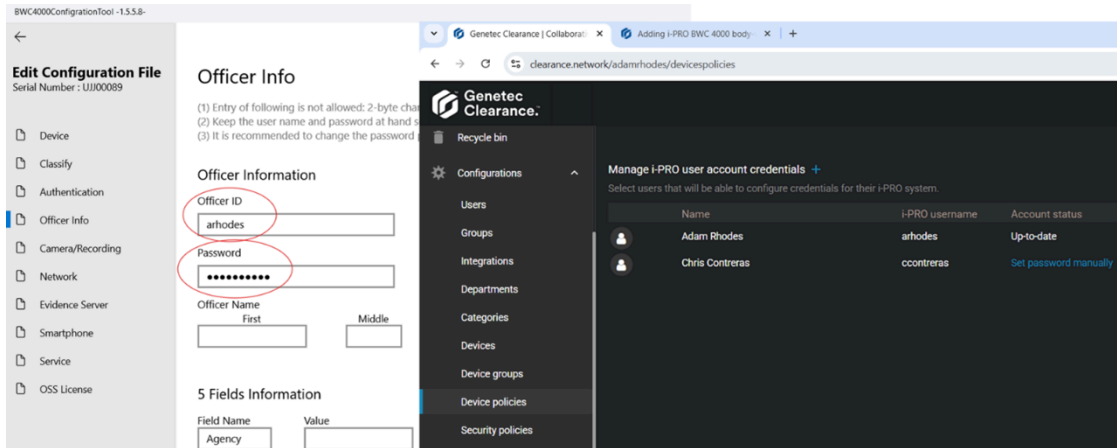 BWC4000ConfigrationTool -1.5.5.8-
Edit Configuration File
Serial Number : UJJ00089
Device
Classify
Authentication
Officer Info
Camera/Recording
Network
Evidence Server
Smartphone
Service
OSS License
Officer Info
(1) Entry of following is not allowed: 2-byte
(2) Keep the user name and password at hand
(3) It is recommended to change the password
Officer Information
Officer ID
arhodes
Password
••••••••••
Officer Name
First Middle
5 Fields Information
Field Name Value
Agency
Genetec Clearance | Collaborati
Adding i-PRO BWC 4000 body
clearance.network/adamrhodes/devicespolicies
Genetec
Clearance.
Recycle bin
Configurations
Users
Groups
Integrations
Departments
Categories
Devices
Device groups
Device policies
Security policies
Manage i-PRO user account credentials +
Select users that will be able to configure credentials for their i-PRO system.
Name i-PRO username Account status
Adam Rhodes arhodes Up-to-date
Chris Contreras ccontreras Set password manually